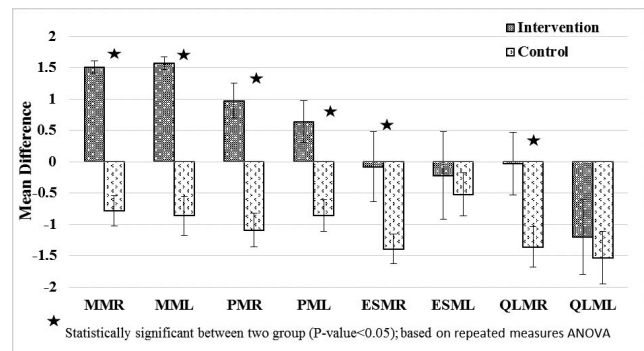 2
Intervention
Control
1.5
1
0.5
0
-0.5
-1
-1.5
-2
Mean Difference
MMR MML PMR PML ESMR ESML QLMR QLML
★ Statistically significant between two group (P-value<0.05); based on repeated measures ANOVA